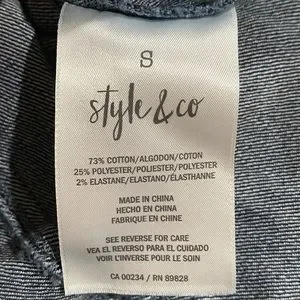 S
style & co
73% COTTON/ALGODON/COTON
25% POLYESTER/POLIESTER/POLYESTER
2% ELASTANE/ELASTANO/ÉLASTHANNE
MADE IN CHINA
HECHO EN CHINA
FABRIQUE EN CHINE
SEE REVERSE FOR CARE
VEA EL REVERSO PARA EL CUIDADO
VOIR L'INVERSE POUR LE SOIN
CA 00234 / RN 89828